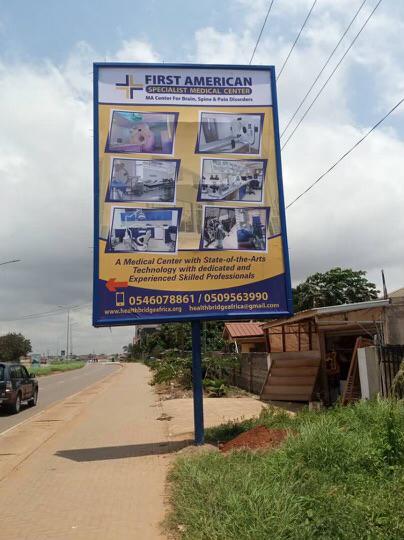 FIRST AMERICAN
SPECIALIST MEDICAL CENTER
MA Center For Brain, Spine & Pain Disorders
A Medical Center with State-of-the-Arts
Technology with dedicated and
Experienced Skilled Professionals
0546078861 / 0509563990
www.healthbridgeafrica.org healthbridgeafrica@gmail.com